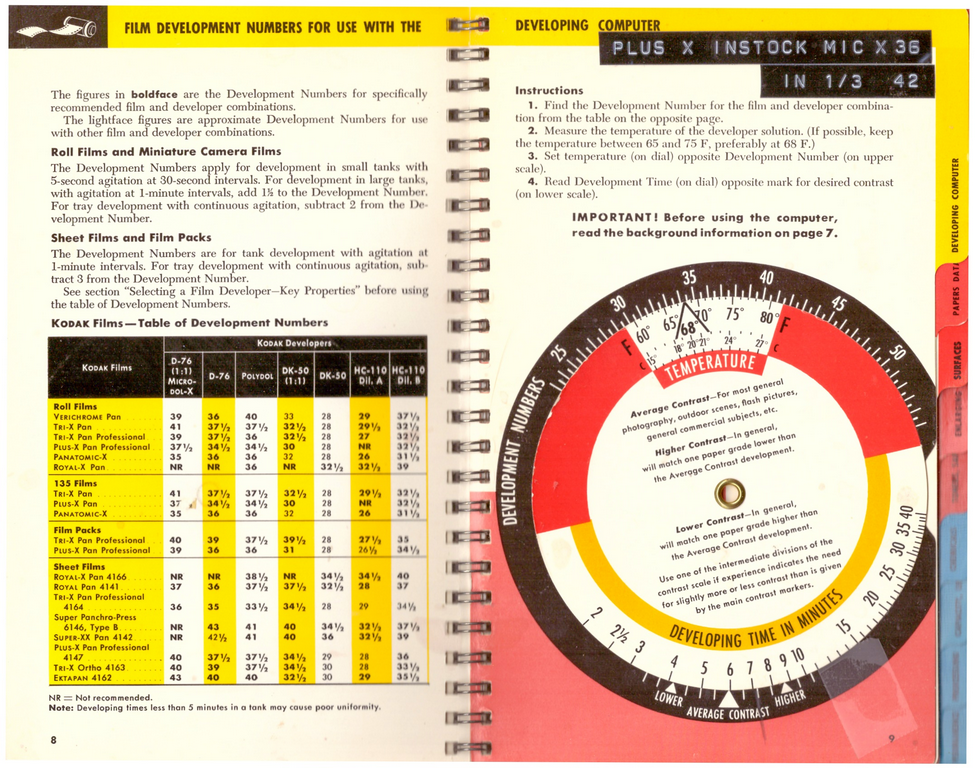 FILM DEVELOPMENT NUMBERS FOR USE WITH THE
The figures in boldface are the Development Numbers for specifically
recommended film and developer combinations.
The lightface figures are approximate Development Numbers for use
with other film and developer combinations.
Roll Films and Miniature Camera Films
The Development Numbers apply for development in small tanks with
5-second agitation at 30-second intervals. For development in large tanks,
with agitation at 1-minute intervals, add 1½ to the Development Number.
For tray development with continuous agitation, subtract 2 from the De-
velopment Number.
Sheet Films and Film Packs
The Development Numbers are for tank development with agitation at
1-minute intervals. For tray development with continuous agitation, sub-
tract 3 from the Development Number.
See section “Selecting a Film Developer—Key Properties” before using
the table of Development Numbers.
KODAK Films—Table of Development Numbers
KODAK Films
KODAK Developers
D-76 (1:1) MICRO-DOL-X D-76 POLYDOL DK-50 (1:1) DK-50 HC-110 Dil. A HC-110 Dil. B
Roll Films
VERICHROME Pan 39 36 40 33 28 29 37⅓
TRI-X Pan 41 37½ 37½ 32½ 28 29½ 32½
TRI-X Pan Professional 39 37½ 36 32½ 28 27 32½
PLUS-X Pan Professional 37½ 34½ 34½ 30 28 NR 32½
PANATOMIC-X 35 36 36 32 28 26 31½
ROYAL-X Pan NR NR 36 NR 32½ 32½ 39
135 Films
TRI-X Pan 41 37½ 37½ 32½ 28 29½ 32½
PLUS-X Pan 37 34½ 34½ 30 28 NR 32½
PANATOMIC-X 35 36 36 32 28 26 31½
Film Packs
TRI-X Pan Professional 40 39 37½ 39½ 28 27½ 35
PLUS-X Pan Professional 39 36 36 31 28 26½ 34½
Sheet Films
ROYAL-X Pan 4166 NR NR 38½ NR 34½ 34½ 40
ROYAL Pan 4141 37 36 37½ 37½ 32½ 28 37
TRI-X Pan Professional
4164 36 35 33½ 34½ 28 29 34½
Super Panchro-Press
6146, Type B NR 43 41 40 34½ 32½ 37½
SUPER-XX Pan 4142 NR 42½ 41 40 36 32½ 39
PLUS-X Pan Professional
4147 40 37½ 37½ 34½ 29 28 36
TRI-X Ortho 4163 40 39 37½ 34½ 30 28 33½
EKTAPAN 4162 43 40 40 32½ 30 29 35½
NR = Not recommended.
Note: Developing times less than 5 minutes in a tank may cause poor uniformity.
8
DEVELOPING COMPUTER
PLUS X INSTOCK MIC X 36
IN 1/3 42
Instructions
1. Find the Development Number for the film and developer combina-
tion from the table on the opposite page.
2. Measure the temperature of the developer solution. (If possible, keep
the temperature between 65 and 75 F, preferably at 68 F.)
3. Set temperature (on dial) opposite Development Number (on upper
scale).
4. Read Development Time (on dial) opposite mark for desired contrast
(on lower scale).
IMPORTANT! Before using the computer,
read the background information on page 7.
DEVELOPMENT NUMBERS
25 30 35 40 45 50
F 60° 65° 68° 70° 75° 80° F
C 15° 18° 20° 21° 24° 27° C
TEMPERATURE
Average Contrast—For most general
photography, outdoor scenes, flash pictures,
general commercial subjects, etc.
Higher Contrast—In general,
will match one paper grade lower than
the Average Contrast development.
Lower Contrast—In general,
will match one paper grade higher than
the Average Contrast development.
Use one of the intermediate divisions of the
contrast scale if experience indicates the need
for slightly more or less contrast than is given
by the main contrast markers.
DEVELOPING TIME IN MINUTES
2 2½ 3 4 5 6 7 8 9 10 15 20 25 30 35 40
LOWER AVERAGE CONTRAST HIGHER
9
DEVELOPING COMPUTER
PAPERS DATA
SURFACES